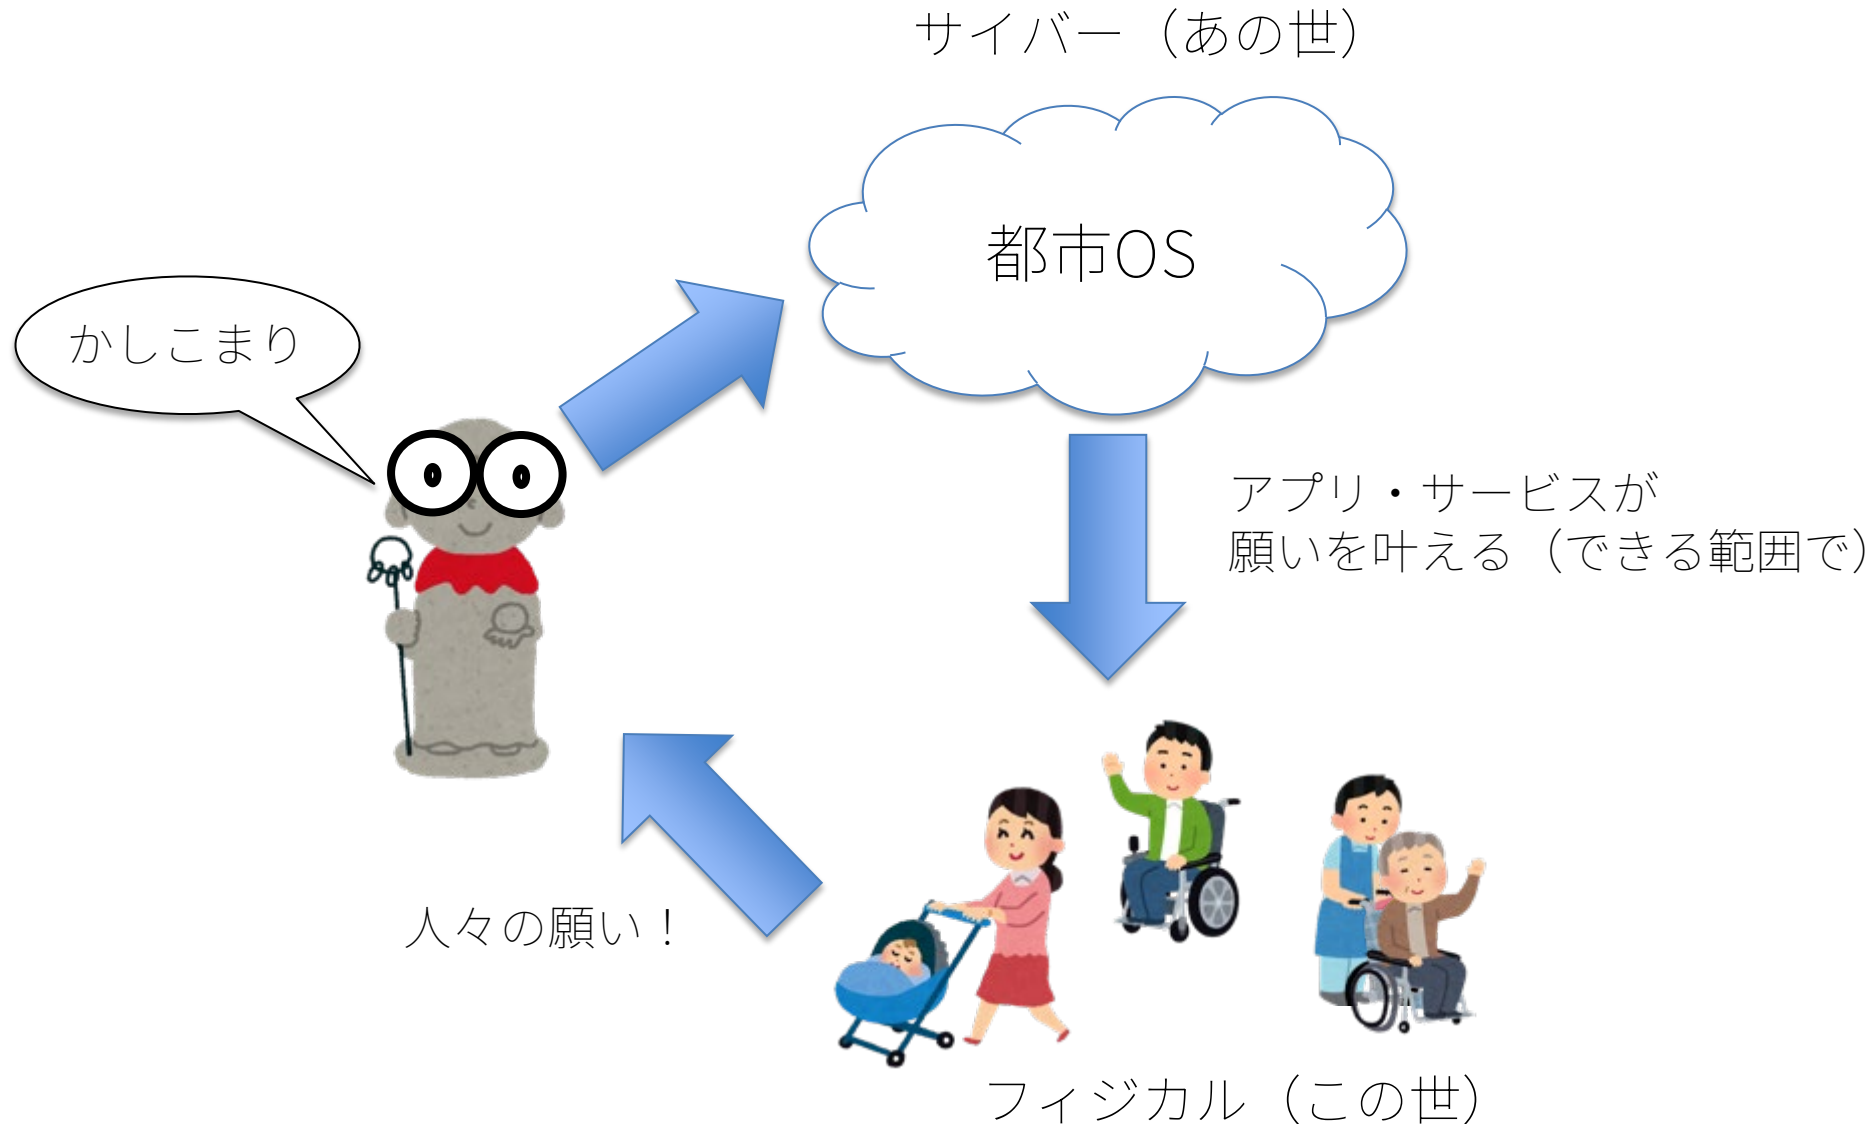 サイバー（あの世）
都市OS
かしこまり
アプリ・サービスが
願いを叶える（できる範囲で）
人々の願い！
フィジカル（この世）